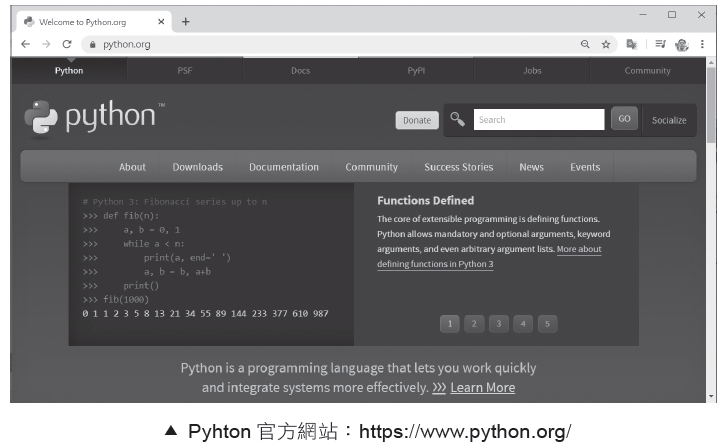 Welcome to Python.org
python.org
Python PSF Docs PyPI Jobs Community
python™
Donate Search GO Socialize
About Downloads Documentation Community Success Stories News Events
# Python 3: Fibonacci series up to n
>>> def fib(n):
>>>     a, b = 0, 1
>>>     while a < n:
>>>         print(a, end=' ')
>>>         a, b = b, a+b
>>>     print()
>>> fib(1000)
0 1 1 2 3 5 8 13 21 34 55 89 144 233 377 610 987
Functions Defined
The core of extensible programming is defining functions.
Python allows mandatory and optional arguments, keyword
arguments, and even arbitrary argument lists. More about
defining functions in Python 3
1 2 3 4 5
Python is a programming language that lets you work quickly
and integrate systems more effectively. >>> Learn More
▲ Pyhton 官方網站：https://www.python.org/